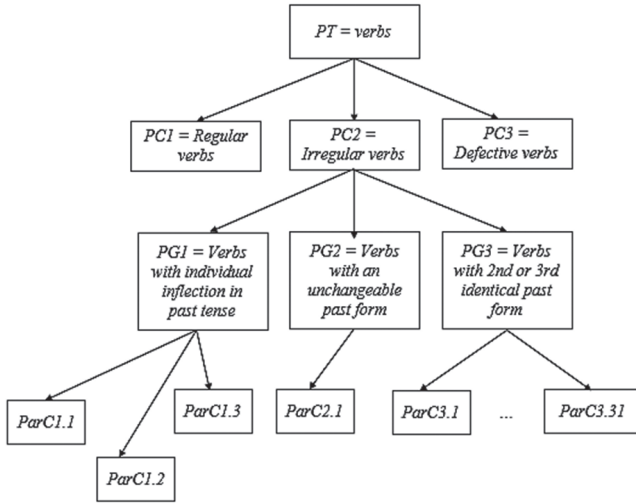 PT = verbs
PC1 = Regular
verbs
PC2 =
Irregular verbs
PC3 =
Defective verbs
PG1 = Verbs
with individual
inflection in
past tense
PG2 = Verbs
with an
unchangeable
past form
PG3 = Verbs
with 2nd or 3rd
identical past
form
ParC1.1
ParC1.2
ParC1.3
ParC2.1
ParC3.1
...
ParC3.31